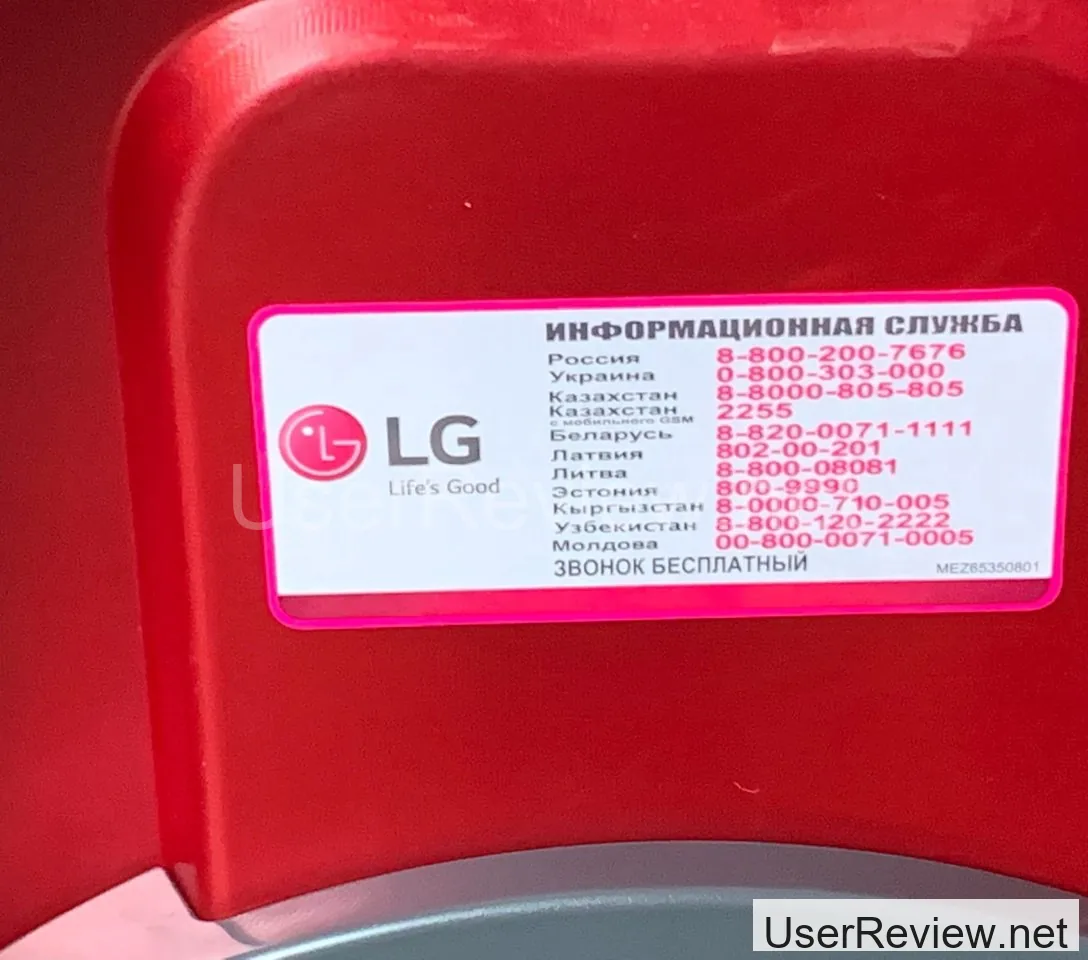 ИНФОРМАЦИОННАЯ СЛУЖБА
Россия 8-800-200-7676
Украина 0-800-303-000
Казахстан 8-8000-805-805
Казахстан 2255
с мобильного GSM
Беларусь 8-820-0071-1111
Латвия 802-00-201
Литва 8-800-08081
Эстония 800-9990
Кыргызстан 8-0000-710-005
Узбекистан 8-800-120-2222
Молдова 00-800-0071-0005
ЗВОНОК БЕСПЛАТНЫЙ
MEZ65350801
LG
Life's Good
UserReview
UserReview.net